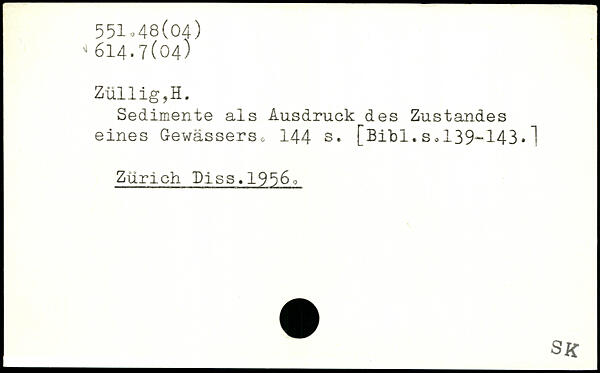 551.48(04)
614.7(04)
Züllig,H.
Sedimente als Ausdruck des Zustandes
eines Gewässers. 144 s. [Bibl.s.139-143.]
Zürich Diss.1956.
SK